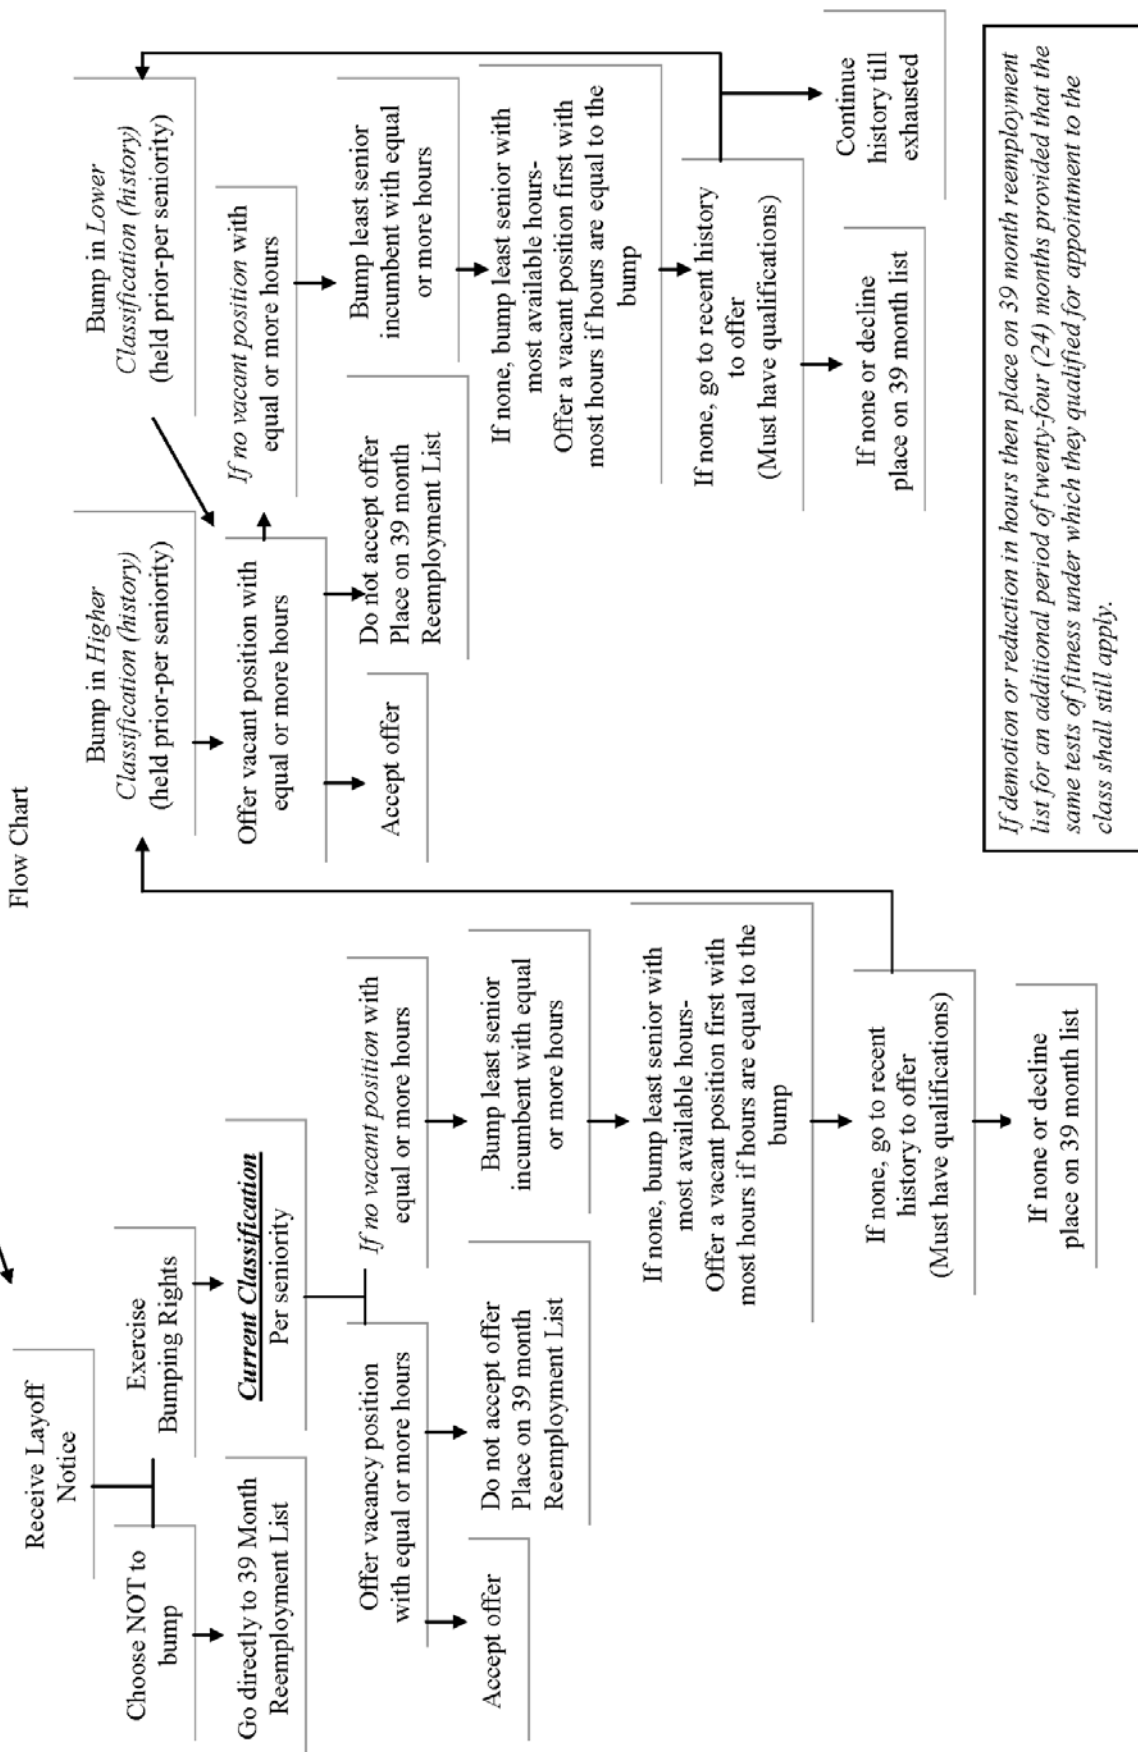 Flow Chart
Receive Layoff
Notice
Choose NOT to
bump
Exercise
Bumping Rights
Go directly to 39 Month
Reemployment List
Current Classification
Per seniority
Offer vacancy position
with equal or more hours
If no vacant position with
equal or more hours
Accept offer
Do not accept offer
Place on 39 month
Reemployment List
Bump least senior
incumbent with equal
or more hours
If none, bump least senior with
most available hours-
Offer a vacant position first with
most hours if hours are equal to the
bump
If none, go to recent
history to offer
(Must have qualifications)
If none or decline
place on 39 month list
Bump in Higher
Classification (history)
(held prior-per seniority)
Bump in Lower
Classification (history)
(held prior-per seniority)
Offer vacant position with
equal or more hours
If no vacant position with
equal or more hours
Accept offer
Do not accept offer
Place on 39 month
Reemployment List
Bump least senior
incumbent with equal
or more hours
If none, bump least senior with
most available hours-
Offer a vacant position first with
most hours if hours are equal to the
bump
If none, go to recent history
to offer
(Must have qualifications)
If none or decline
place on 39 month list
Continue
history till
exhausted
If demotion or reduction in hours then place on 39 month reemployment
list for an additional period of twenty-four (24) months provided that the
same tests of fitness under which they qualified for appointment to the
class shall still apply.